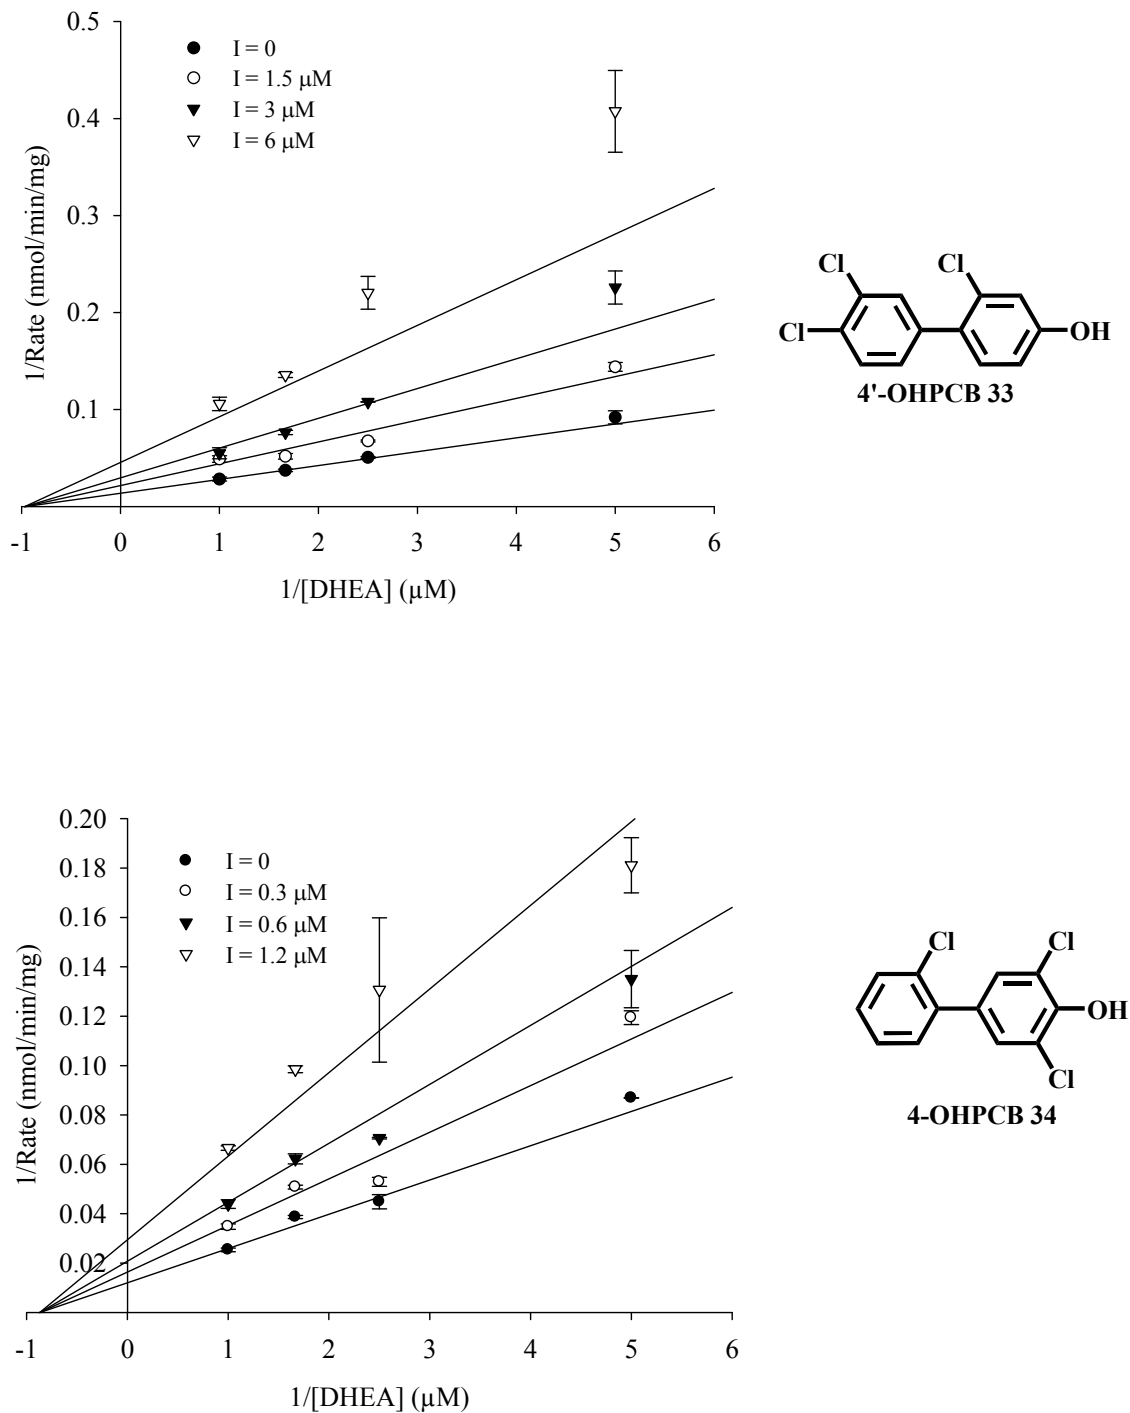 0.5
I = 0
I = 1.5 μM
I = 3 μM
I = 6 μM
0.4
0.3
0.2
0.1
1/Rate (nmol/min/mg)
-1 0 1 2 3 4 5 6
1/[DHEA] (μM)
Cl Cl
Cl OH
4'-OHPCB 33
0.20
I = 0
I = 0.3 μM
I = 0.6 μM
I = 1.2 μM
0.18
0.16
0.14
0.12
0.10
0.08
0.06
0.04
0.02
1/Rate (nmol/min/mg)
-1 0 1 2 3 4 5 6
1/[DHEA] (μM)
Cl Cl
OH
Cl
4-OHPCB 34